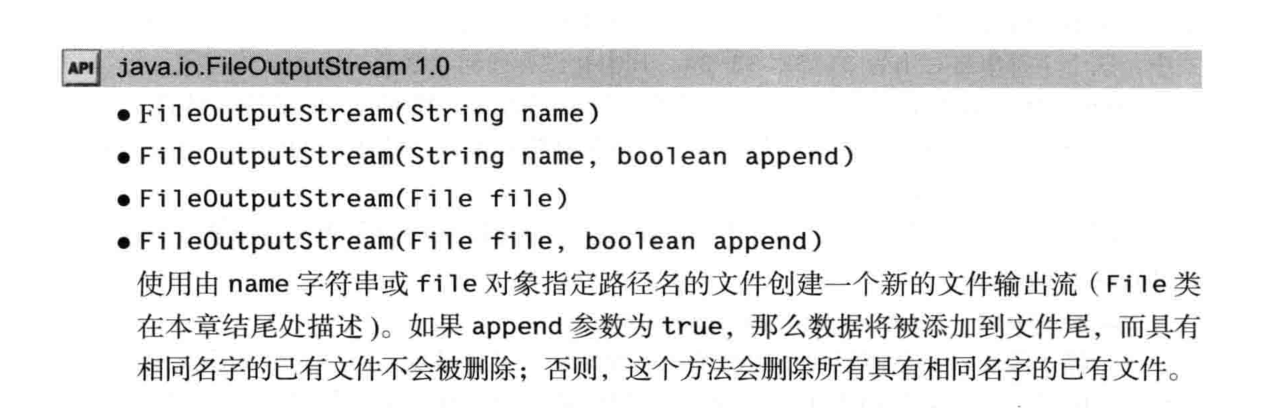 API java.io.FileOutputStream 1.0
● FileOutputStream(String name)
● FileOutputStream(String name, boolean append)
● FileOutputStream(File file)
● FileOutputStream(File file, boolean append)
使用由 name 字符串或 file 对象指定路径名的文件创建一个新的文件输出流（File 类
在本章结尾处描述）。如果 append 参数为 true，那么数据将被添加到文件尾，而具有
相同名字的已有文件不会被删除；否则，这个方法会删除所有具有相同名字的已有文件。